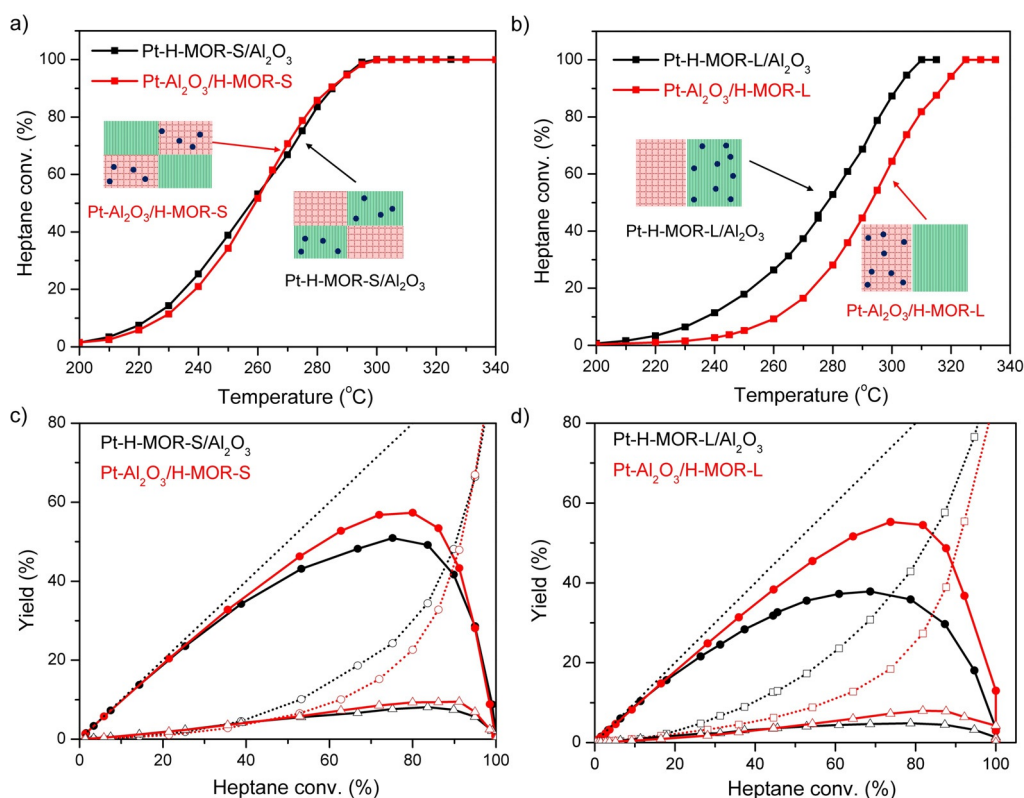 a)
Pt-H-MOR-S/Al₂O₃
Pt-Al₂O₃/H-MOR-S
Pt-Al₂O₃/H-MOR-S
Pt-H-MOR-S/Al₂O₃
Heptane conv. (%)
100
80
60
40
20
0
200 220 240 260 280 300 320 340
Temperature (°C)
b)
Pt-H-MOR-L/Al₂O₃
Pt-Al₂O₃/H-MOR-L
Pt-H-MOR-L/Al₂O₃
Pt-Al₂O₃/H-MOR-L
Heptane conv. (%)
100
80
60
40
20
0
200 220 240 260 280 300 320 340
Temperature (°C)
c)
Pt-H-MOR-S/Al₂O₃
Pt-Al₂O₃/H-MOR-S
Yield (%)
80
60
40
20
0
0 20 40 60 80 100
Heptane conv. (%)
d)
Pt-H-MOR-L/Al₂O₃
Pt-Al₂O₃/H-MOR-L
Yield (%)
80
60
40
20
0
0 10 20 30 40 50 60 70 80 90 100
Heptane conv. (%)